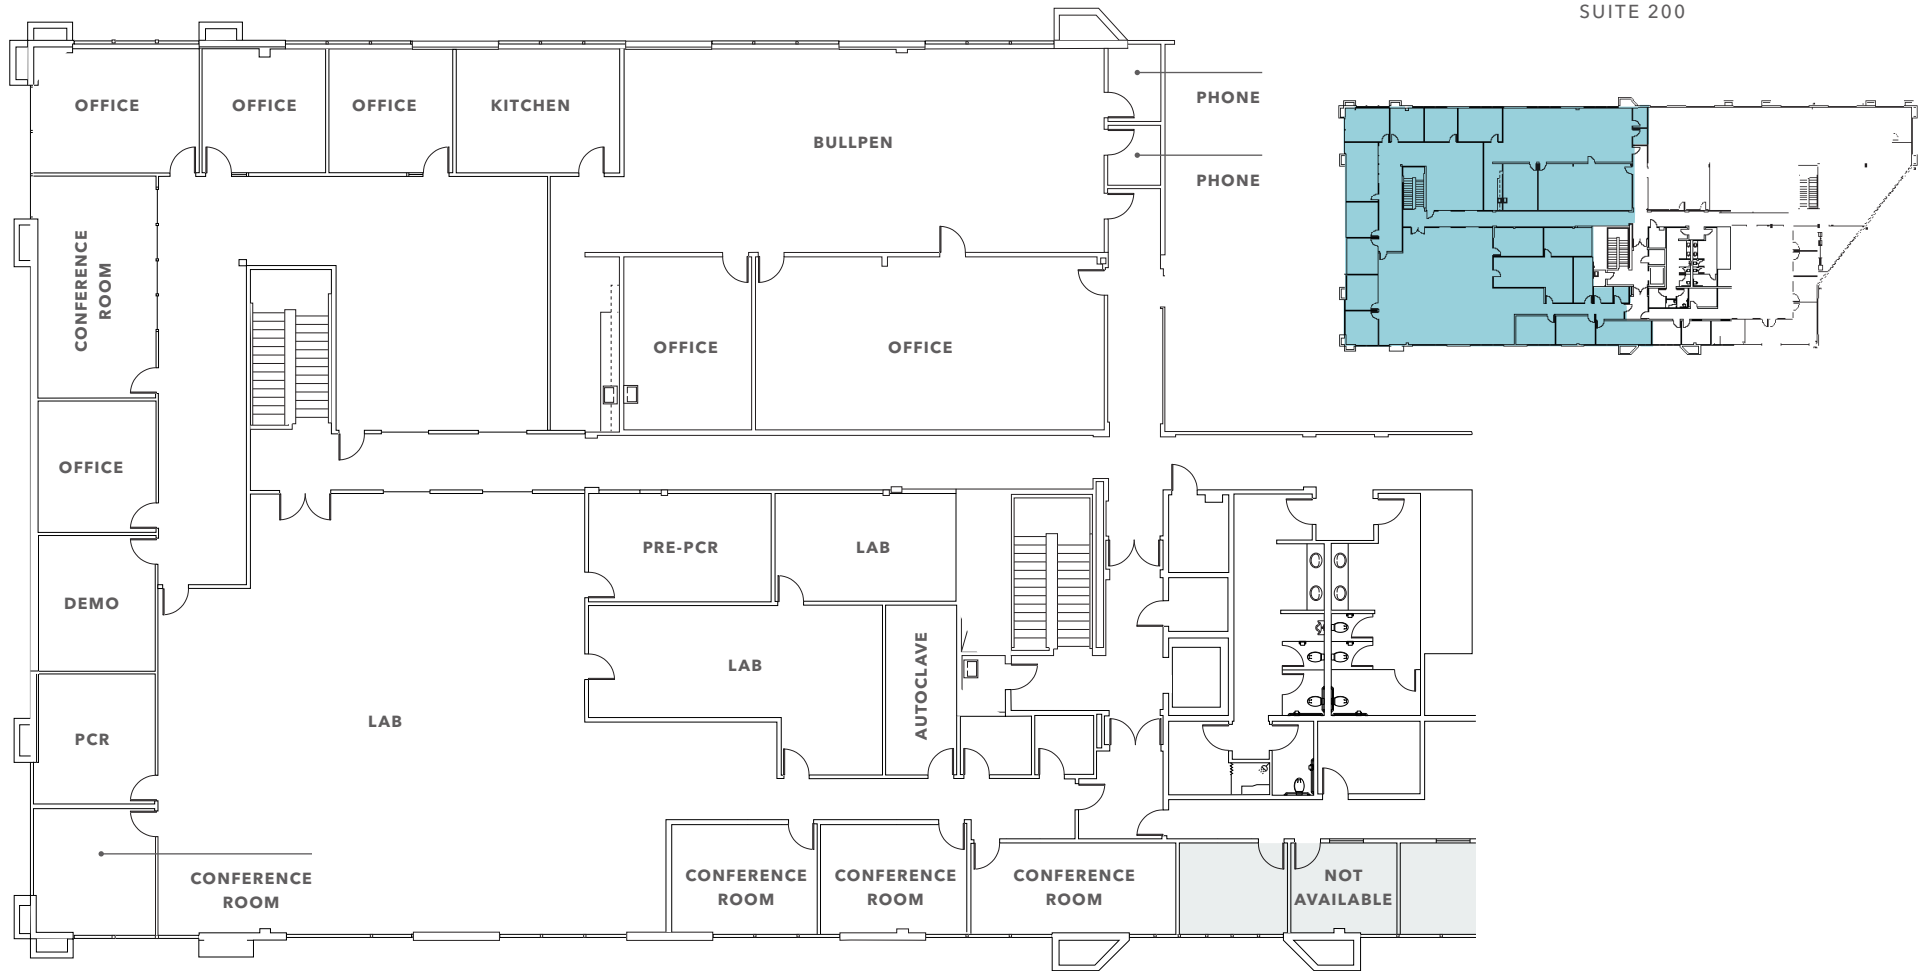 SUITE 200
OFFICE
OFFICE
OFFICE
KITCHEN
BULLPEN
PHONE
PHONE
CONFERENCE
ROOM
OFFICE
OFFICE
OFFICE
DEMO
PCR
PRE-PCR
LAB
LAB
AUTOCLAVE
LAB
CONFERENCE
ROOM
CONFERENCE
ROOM
CONFERENCE
ROOM
CONFERENCE
ROOM
NOT
AVAILABLE